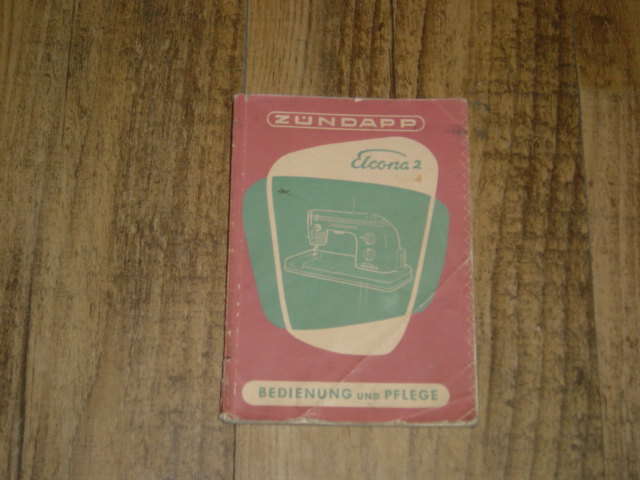 ZÜNDAPP
Elcona 2
BEDIENUNG UND PFLEGE